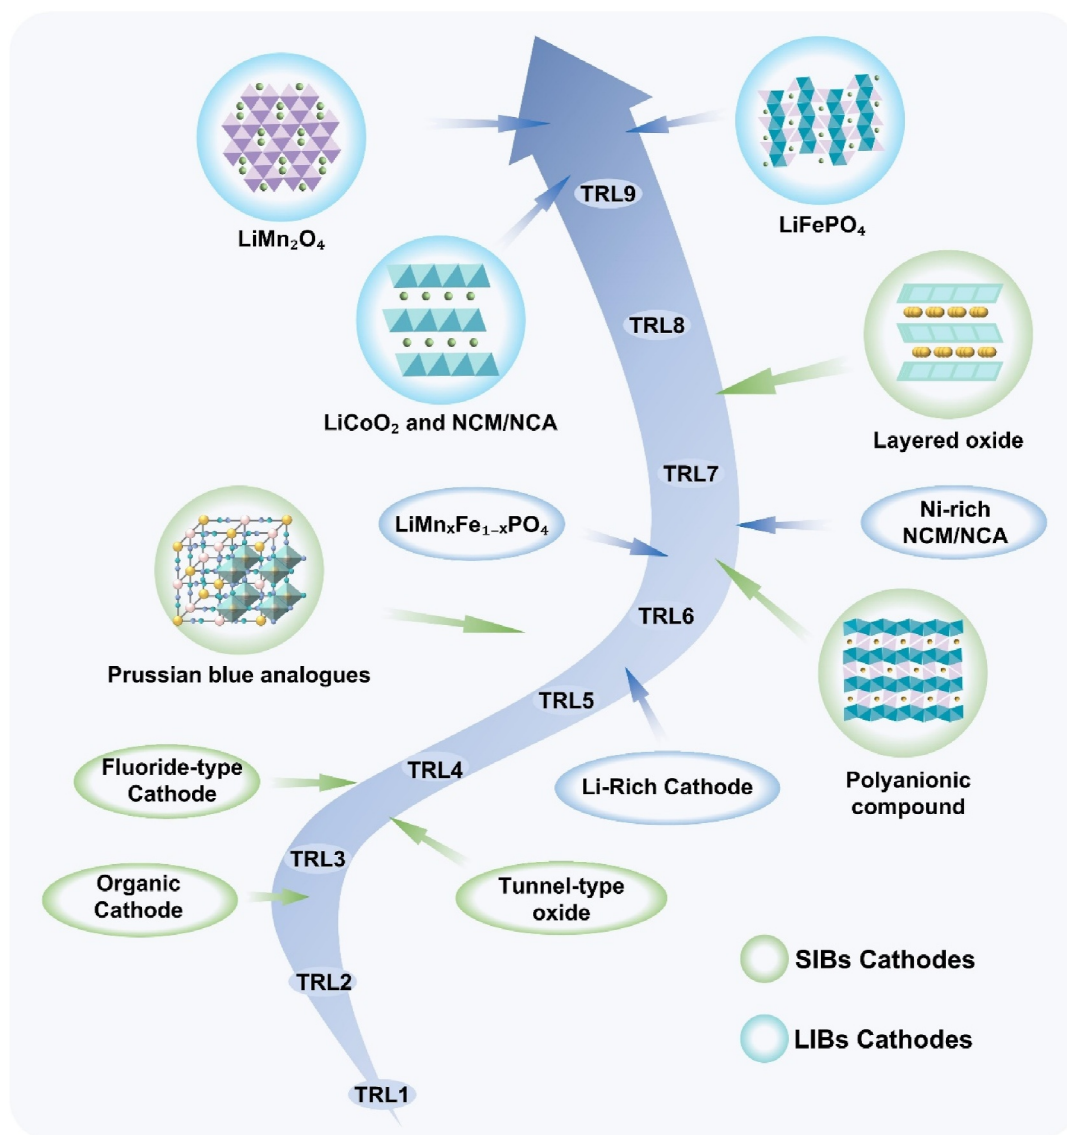 LiMn₂O₄
TRL9
LiFePO₄
TRL8
LiCoO₂ and NCM/NCA
Layered oxide
TRL7
LiMnₓFe₁₋ₓPO₄
Ni-rich
NCM/NCA
TRL6
Prussian blue analogues
TRL5
Fluoride-type
Cathode
TRL4
Li-Rich Cathode
Polyanionic
compound
TRL3
Organic
Cathode
Tunnel-type
oxide
SIBs Cathodes
TRL2
LIBs Cathodes
TRL1